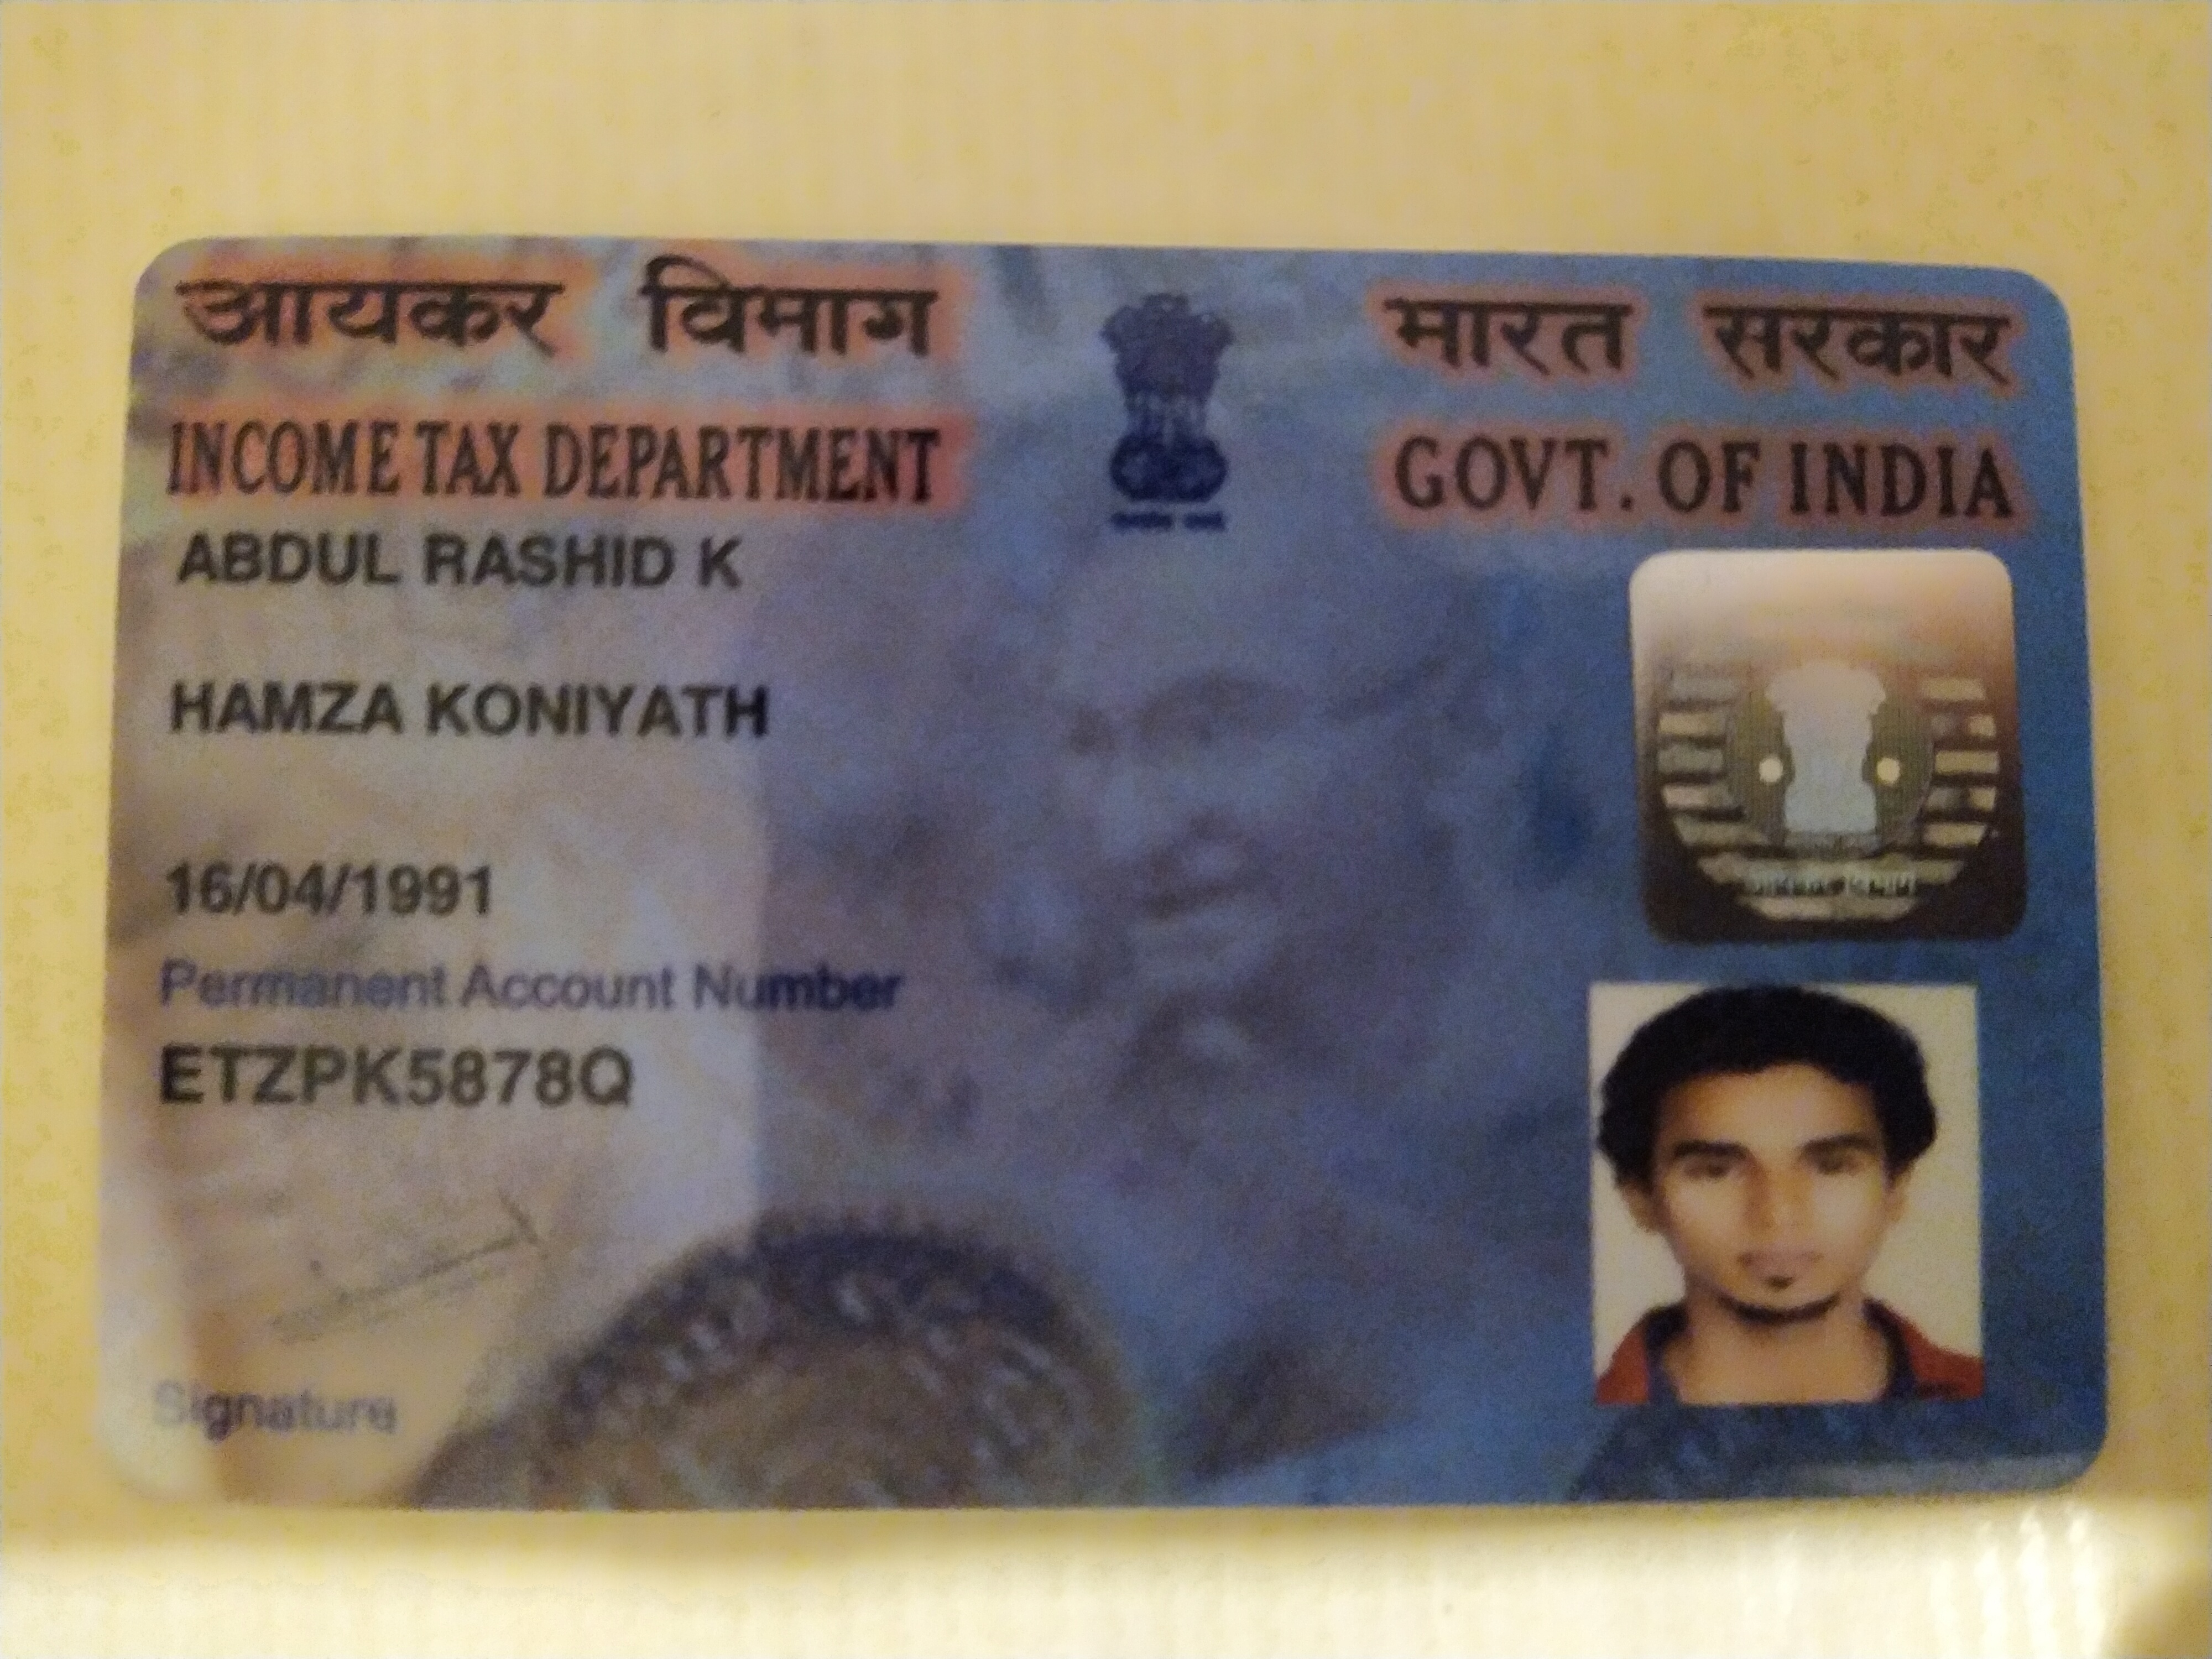 आयकर विभाग
INCOME TAX DEPARTMENT
भारत सरकार
GOVT. OF INDIA
ABDUL RASHID K
HAMZA KONIYATH
16/04/1991
Permanent Account Number
ETZPK5878Q
Signature